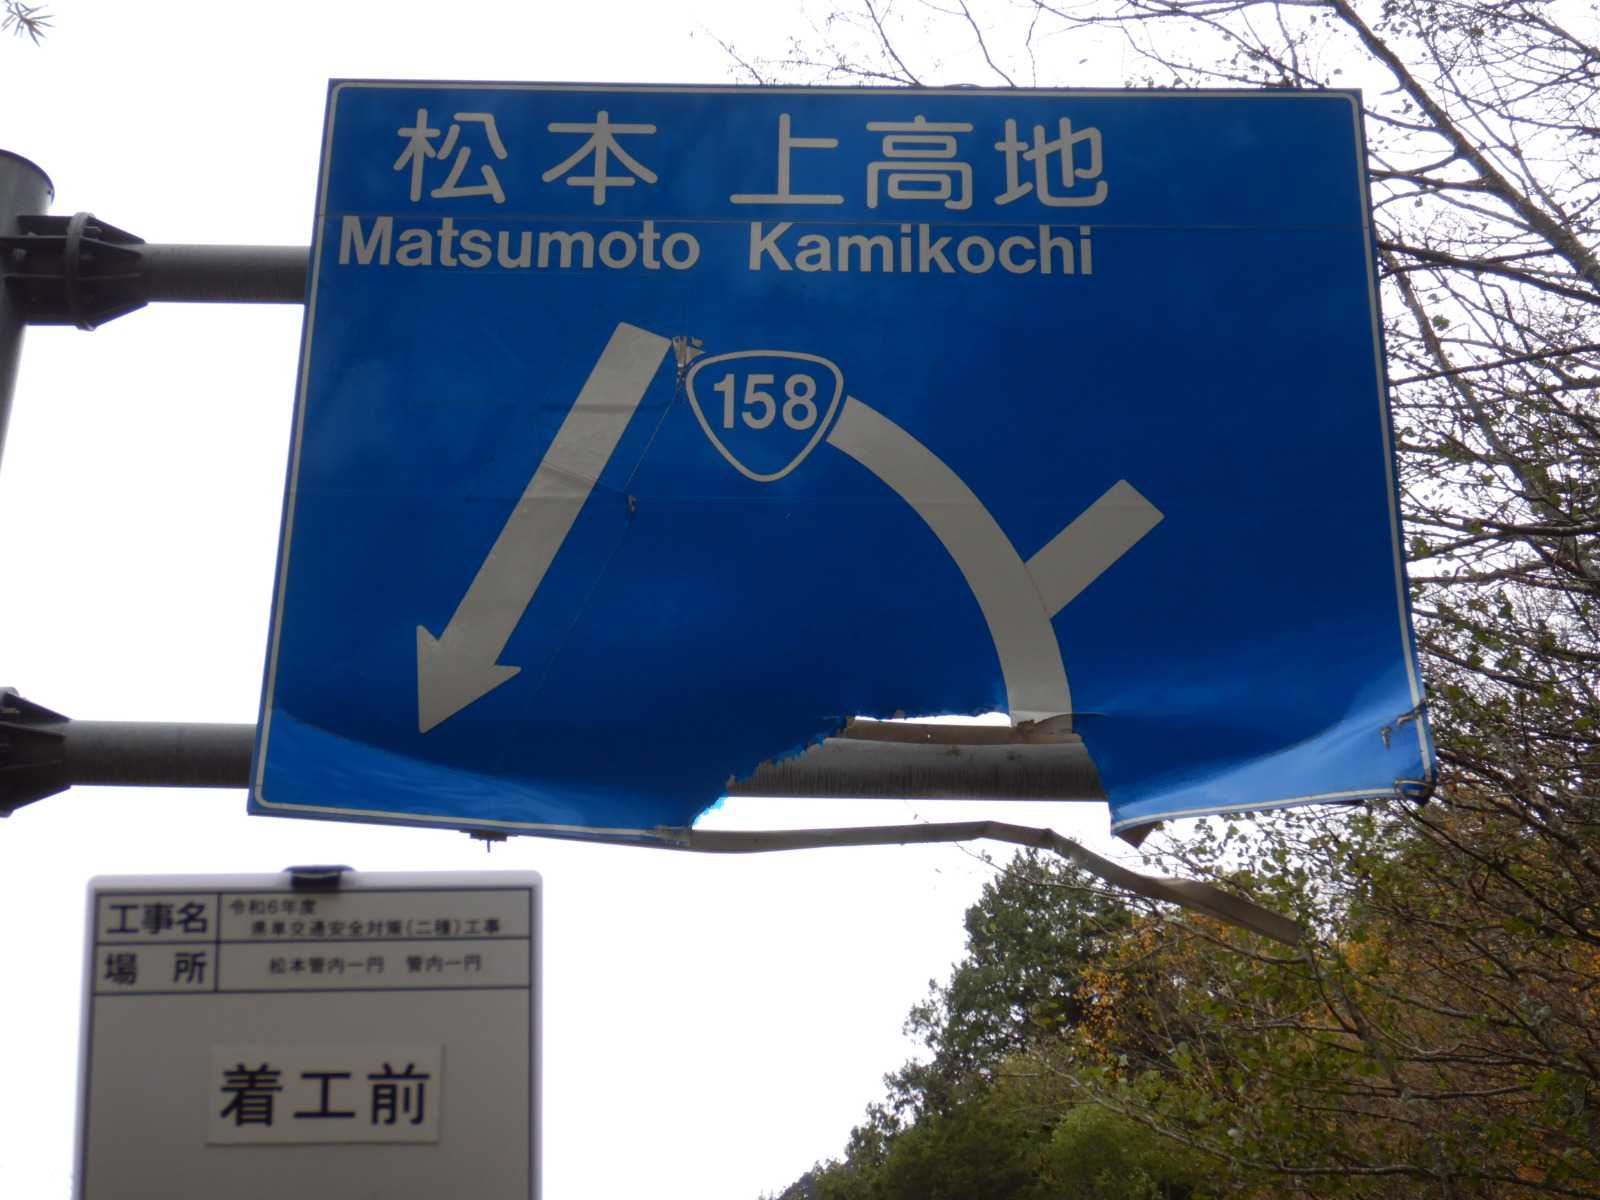 松本 上高地
Matsumoto Kamikochi
158
工事名 令和6年度
県単交通安全対策(二種)工事
場 所 松本管内一円 管内一円
着工前